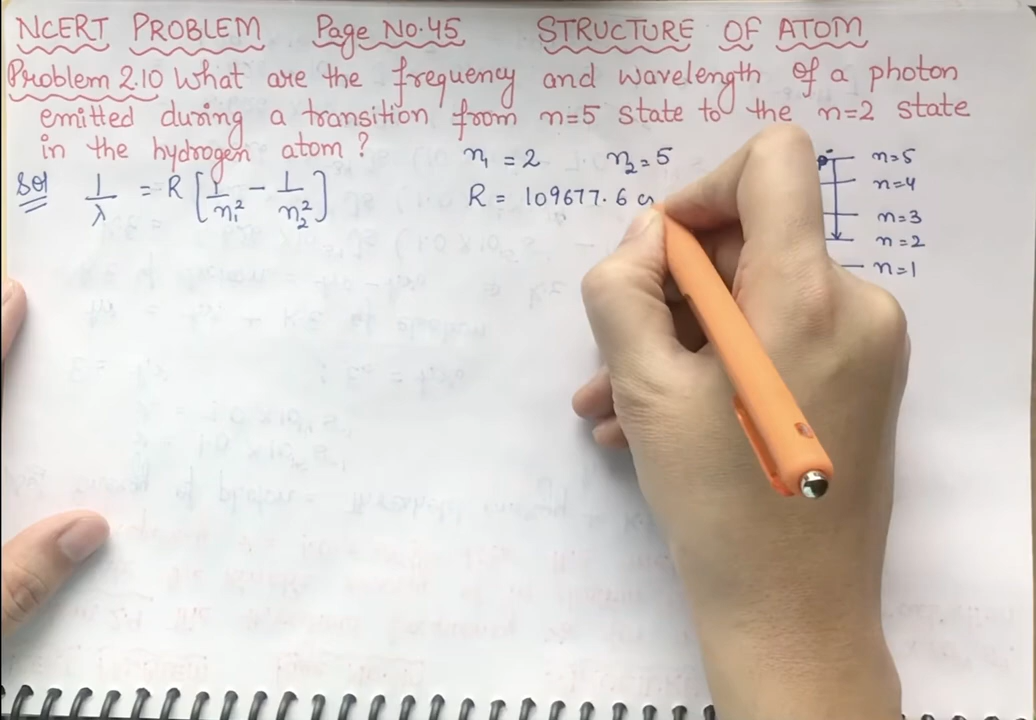 NCERT PROBLEM Page No.45 STRUCTURE OF ATOM
Problem 2.10 What are the frequency and wavelength of a photon
emitted during a transition from n=5 state to the n=2 state
in the hydrogen atom?
n₁ = 2 n₂=5
Sol 1/λ = R [1/n₁² - 1/n₂²]
R = 109677.6 c
n=5
n=4
n=3
n=2
n=1